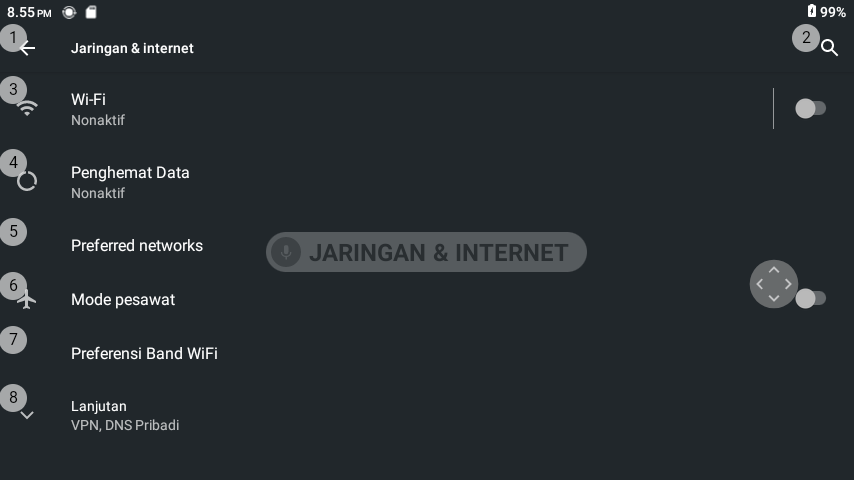 8.55 PM 99%
1 Jaringan & internet 2
3 Wi-Fi
Nonaktif
4 Penghemat Data
Nonaktif
5 Preferred networks
JARINGAN & INTERNET
6 Mode pesawat
7 Preferensi Band WiFi
8 Lanjutan
VPN, DNS Pribadi